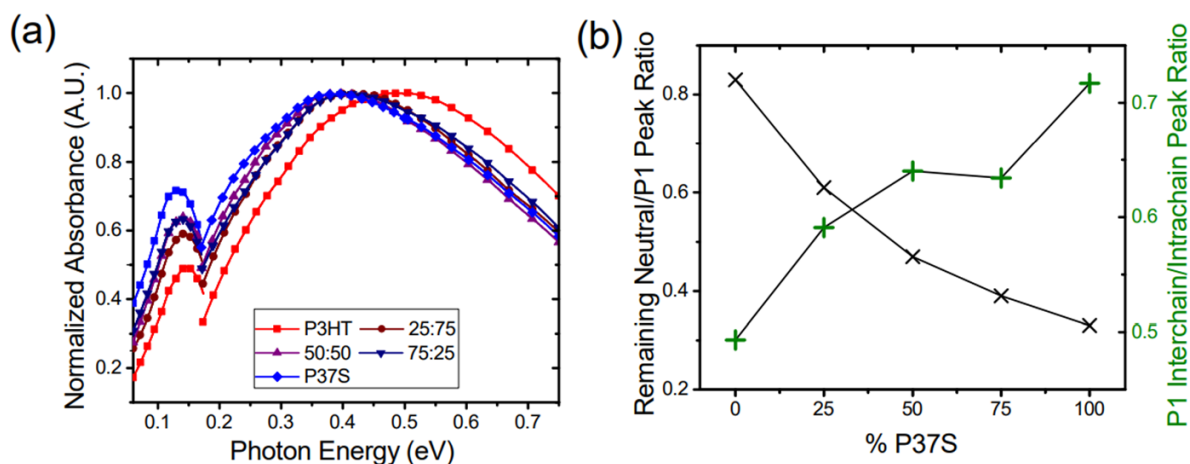 (a)
Normalized Absorbance (A.U.)
1.0
0.8
0.6
0.4
0.2
0.1 0.2 0.3 0.4 0.5 0.6 0.7
Photon Energy (eV)
P3HT 25:75
50:50 75:25
P37S
(b)
Remaining Neutral/P1 Peak Ratio
0.8
0.6
0.4
0.2
0 25 50 75 100
% P37S
0.7
0.6
0.5
P1 Interchain/Intrachain Peak Ratio